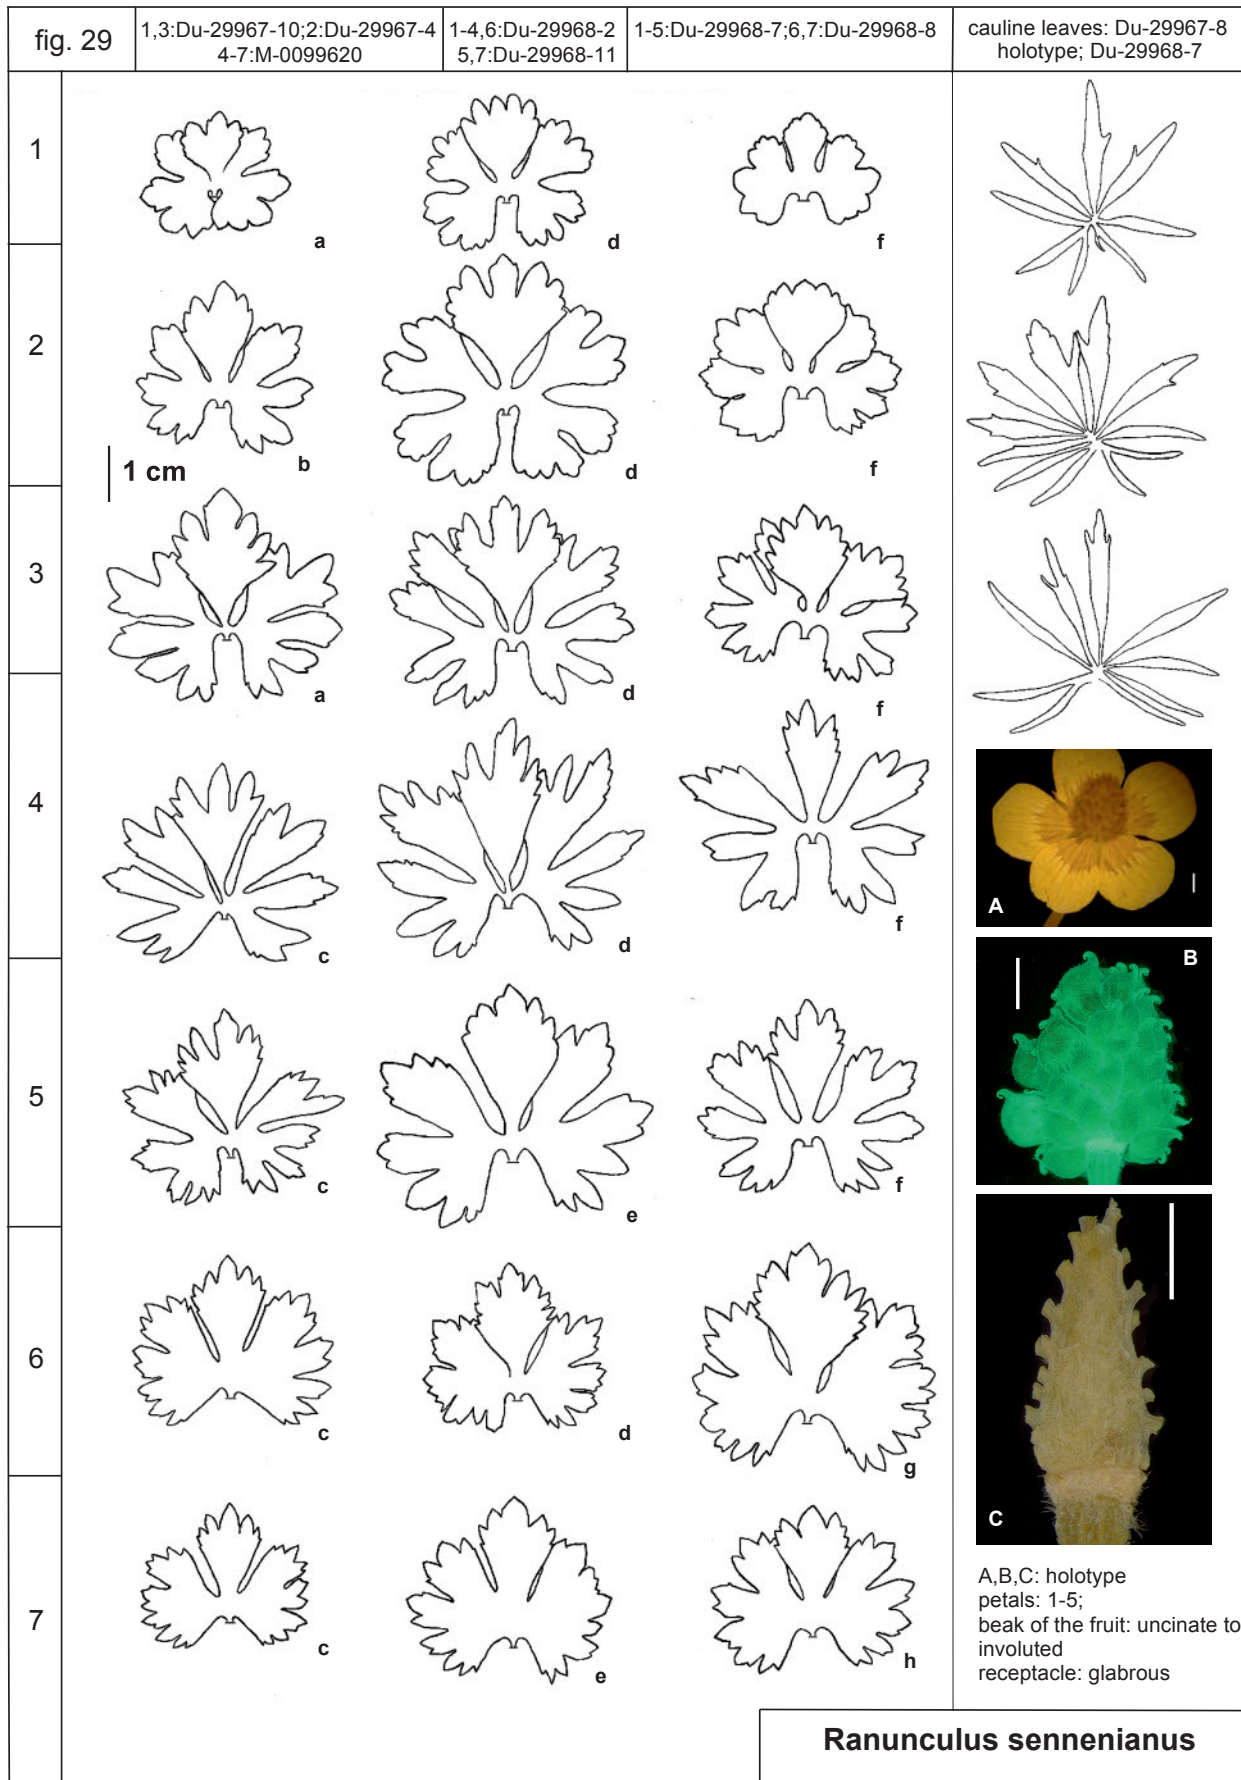 fig. 29
1,3:Du-29967-10;2:Du-29967-4
4-7:M-0099620
1-4,6:Du-29968-2
5,7:Du-29968-11
1-5:Du-29968-7;6,7:Du-29968-8
cauline leaves: Du-29967-8
holotype; Du-29968-7
1
a
d
f
2
b
d
f
1 cm
3
a
d
f
4
c
d
f
A
B
5
c
e
f
6
c
d
g
C
7
c
e
h
A,B,C: holotype
petals: 1-5;
beak of the fruit: uncinate to
involuted
receptacle: glabrous
Ranunculus sennenianus